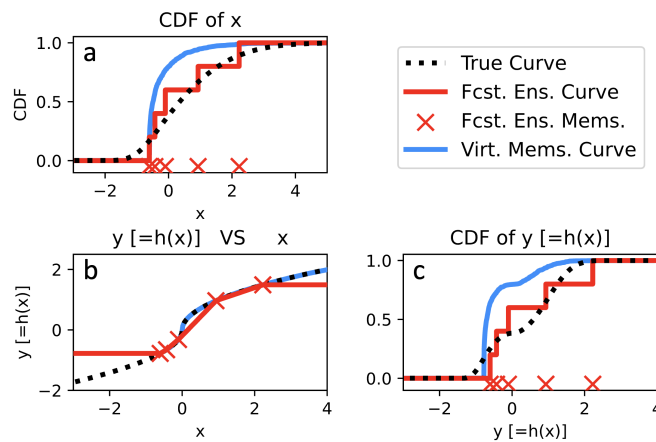 CDF of x
a
CDF
1.0
0.5
0.0
−2
0
2
4
x
True Curve
Fcst. Ens. Curve
Fcst. Ens. Mems.
Virt. Mems. Curve
y [=h(x)] VS x
b
y [=h(x)]
2
0
−2
−2
0
2
4
x
CDF of y [=h(x)]
c
1.0
0.5
0.0
−2
0
2
4
y [=h(x)]